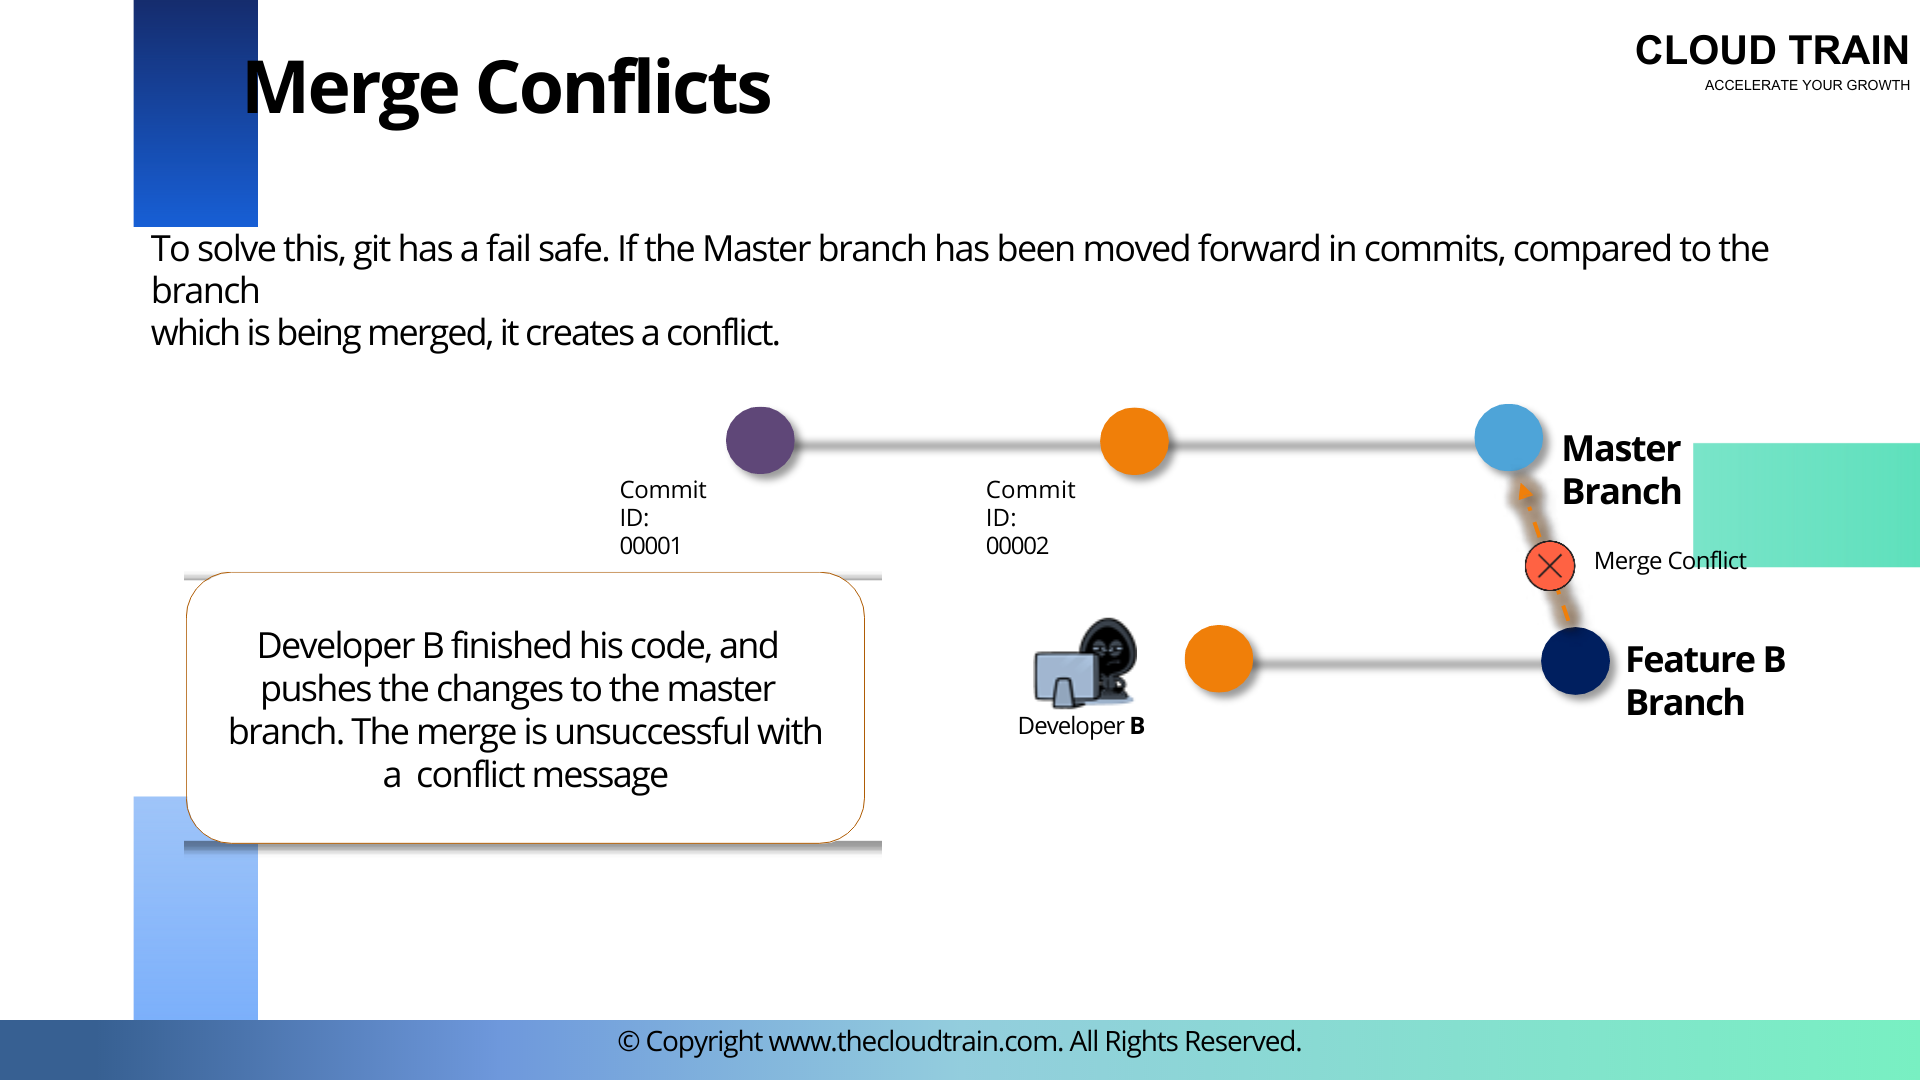 Merge Conflicts
CLOUD TRAIN
ACCELERATE YOUR GROWTH
To solve this, git has a fail safe. If the Master branch has been moved forward in commits, compared to the
branch
which is being merged, it creates a conflict.
Master
Branch
Commit
ID:
00001
Commit
ID:
00002
Merge Conflict
Developer B finished his code, and
pushes the changes to the master
branch. The merge is unsuccessful with
a conflict message
Developer B
Feature B
Branch
© Copyright www.thecloudtrain.com. All Rights Reserved.